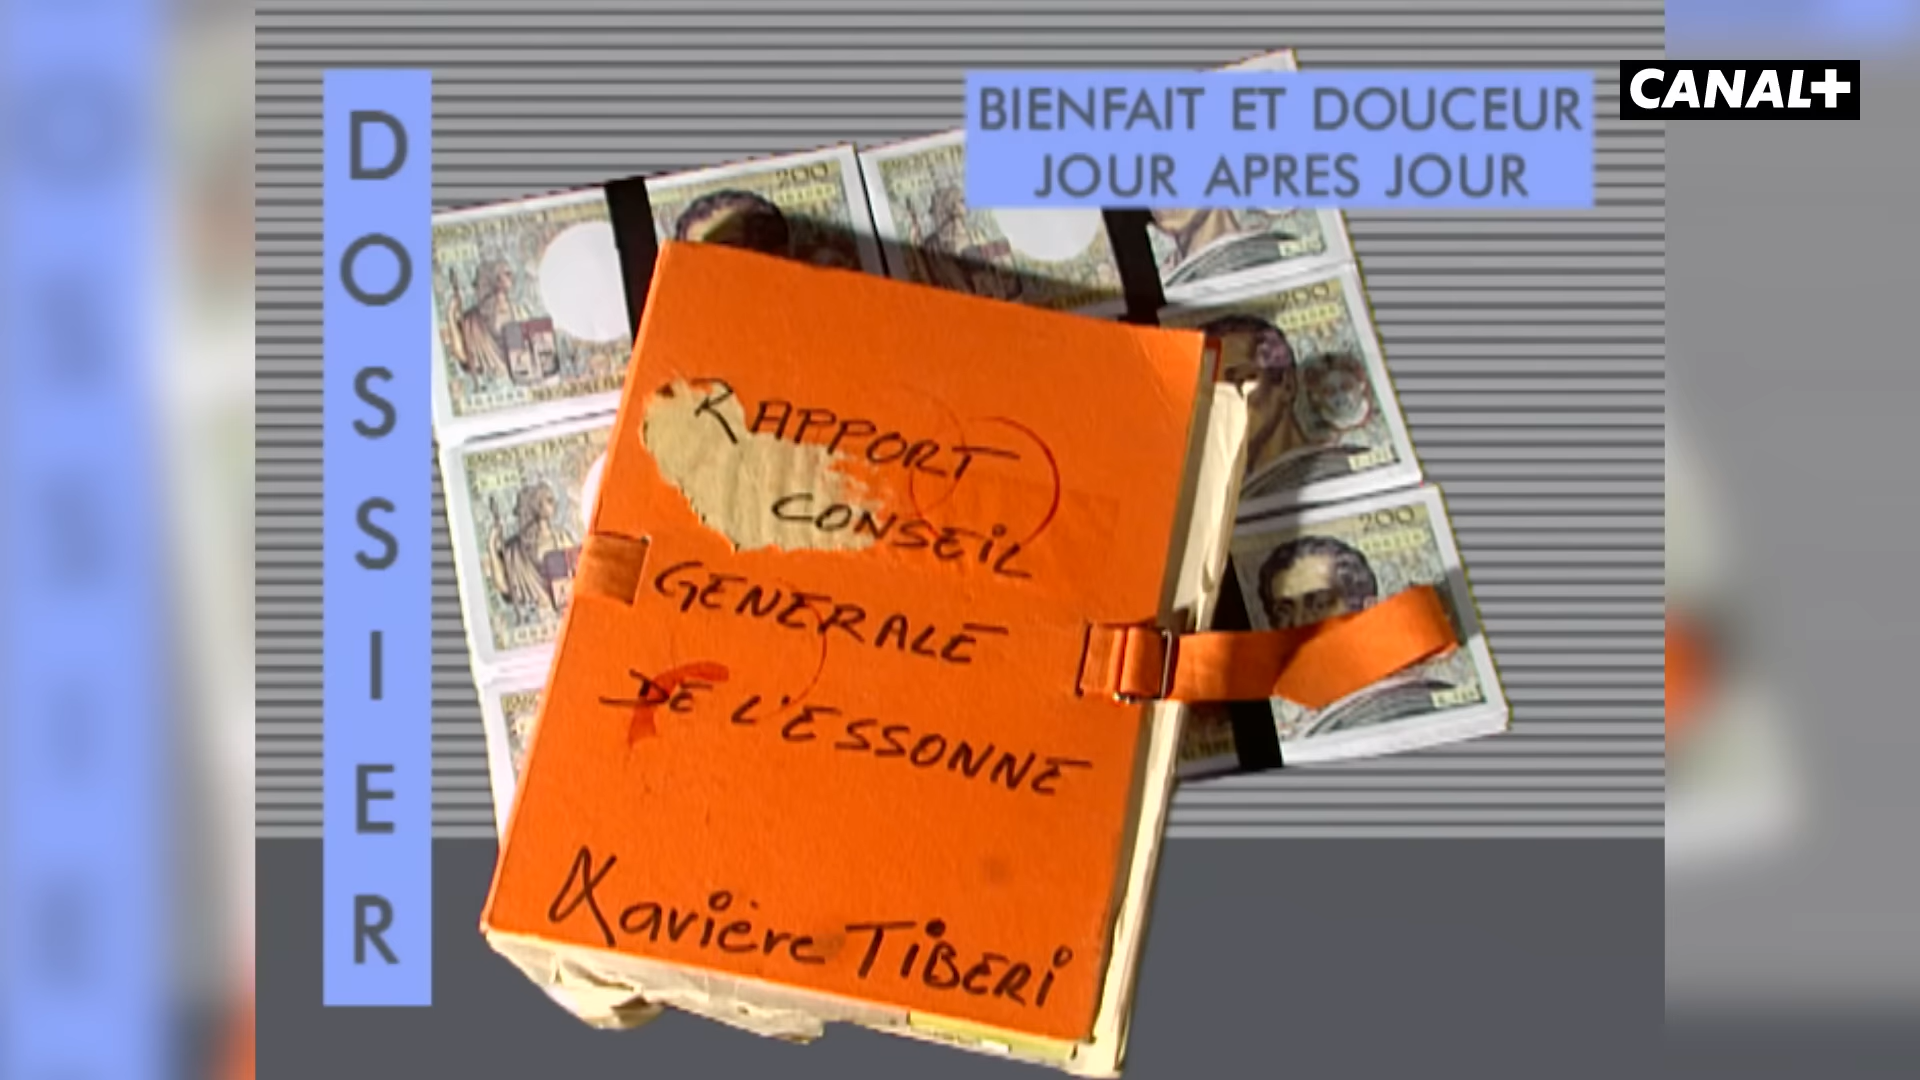 DOSSIER
BIENFAIT ET DOUCEUR
JOUR APRES JOUR
CANAL+
200
200
200
RAPPORT
CONSEIL
GENERALE
DE L'ESSONNE
Xavière TIBERI